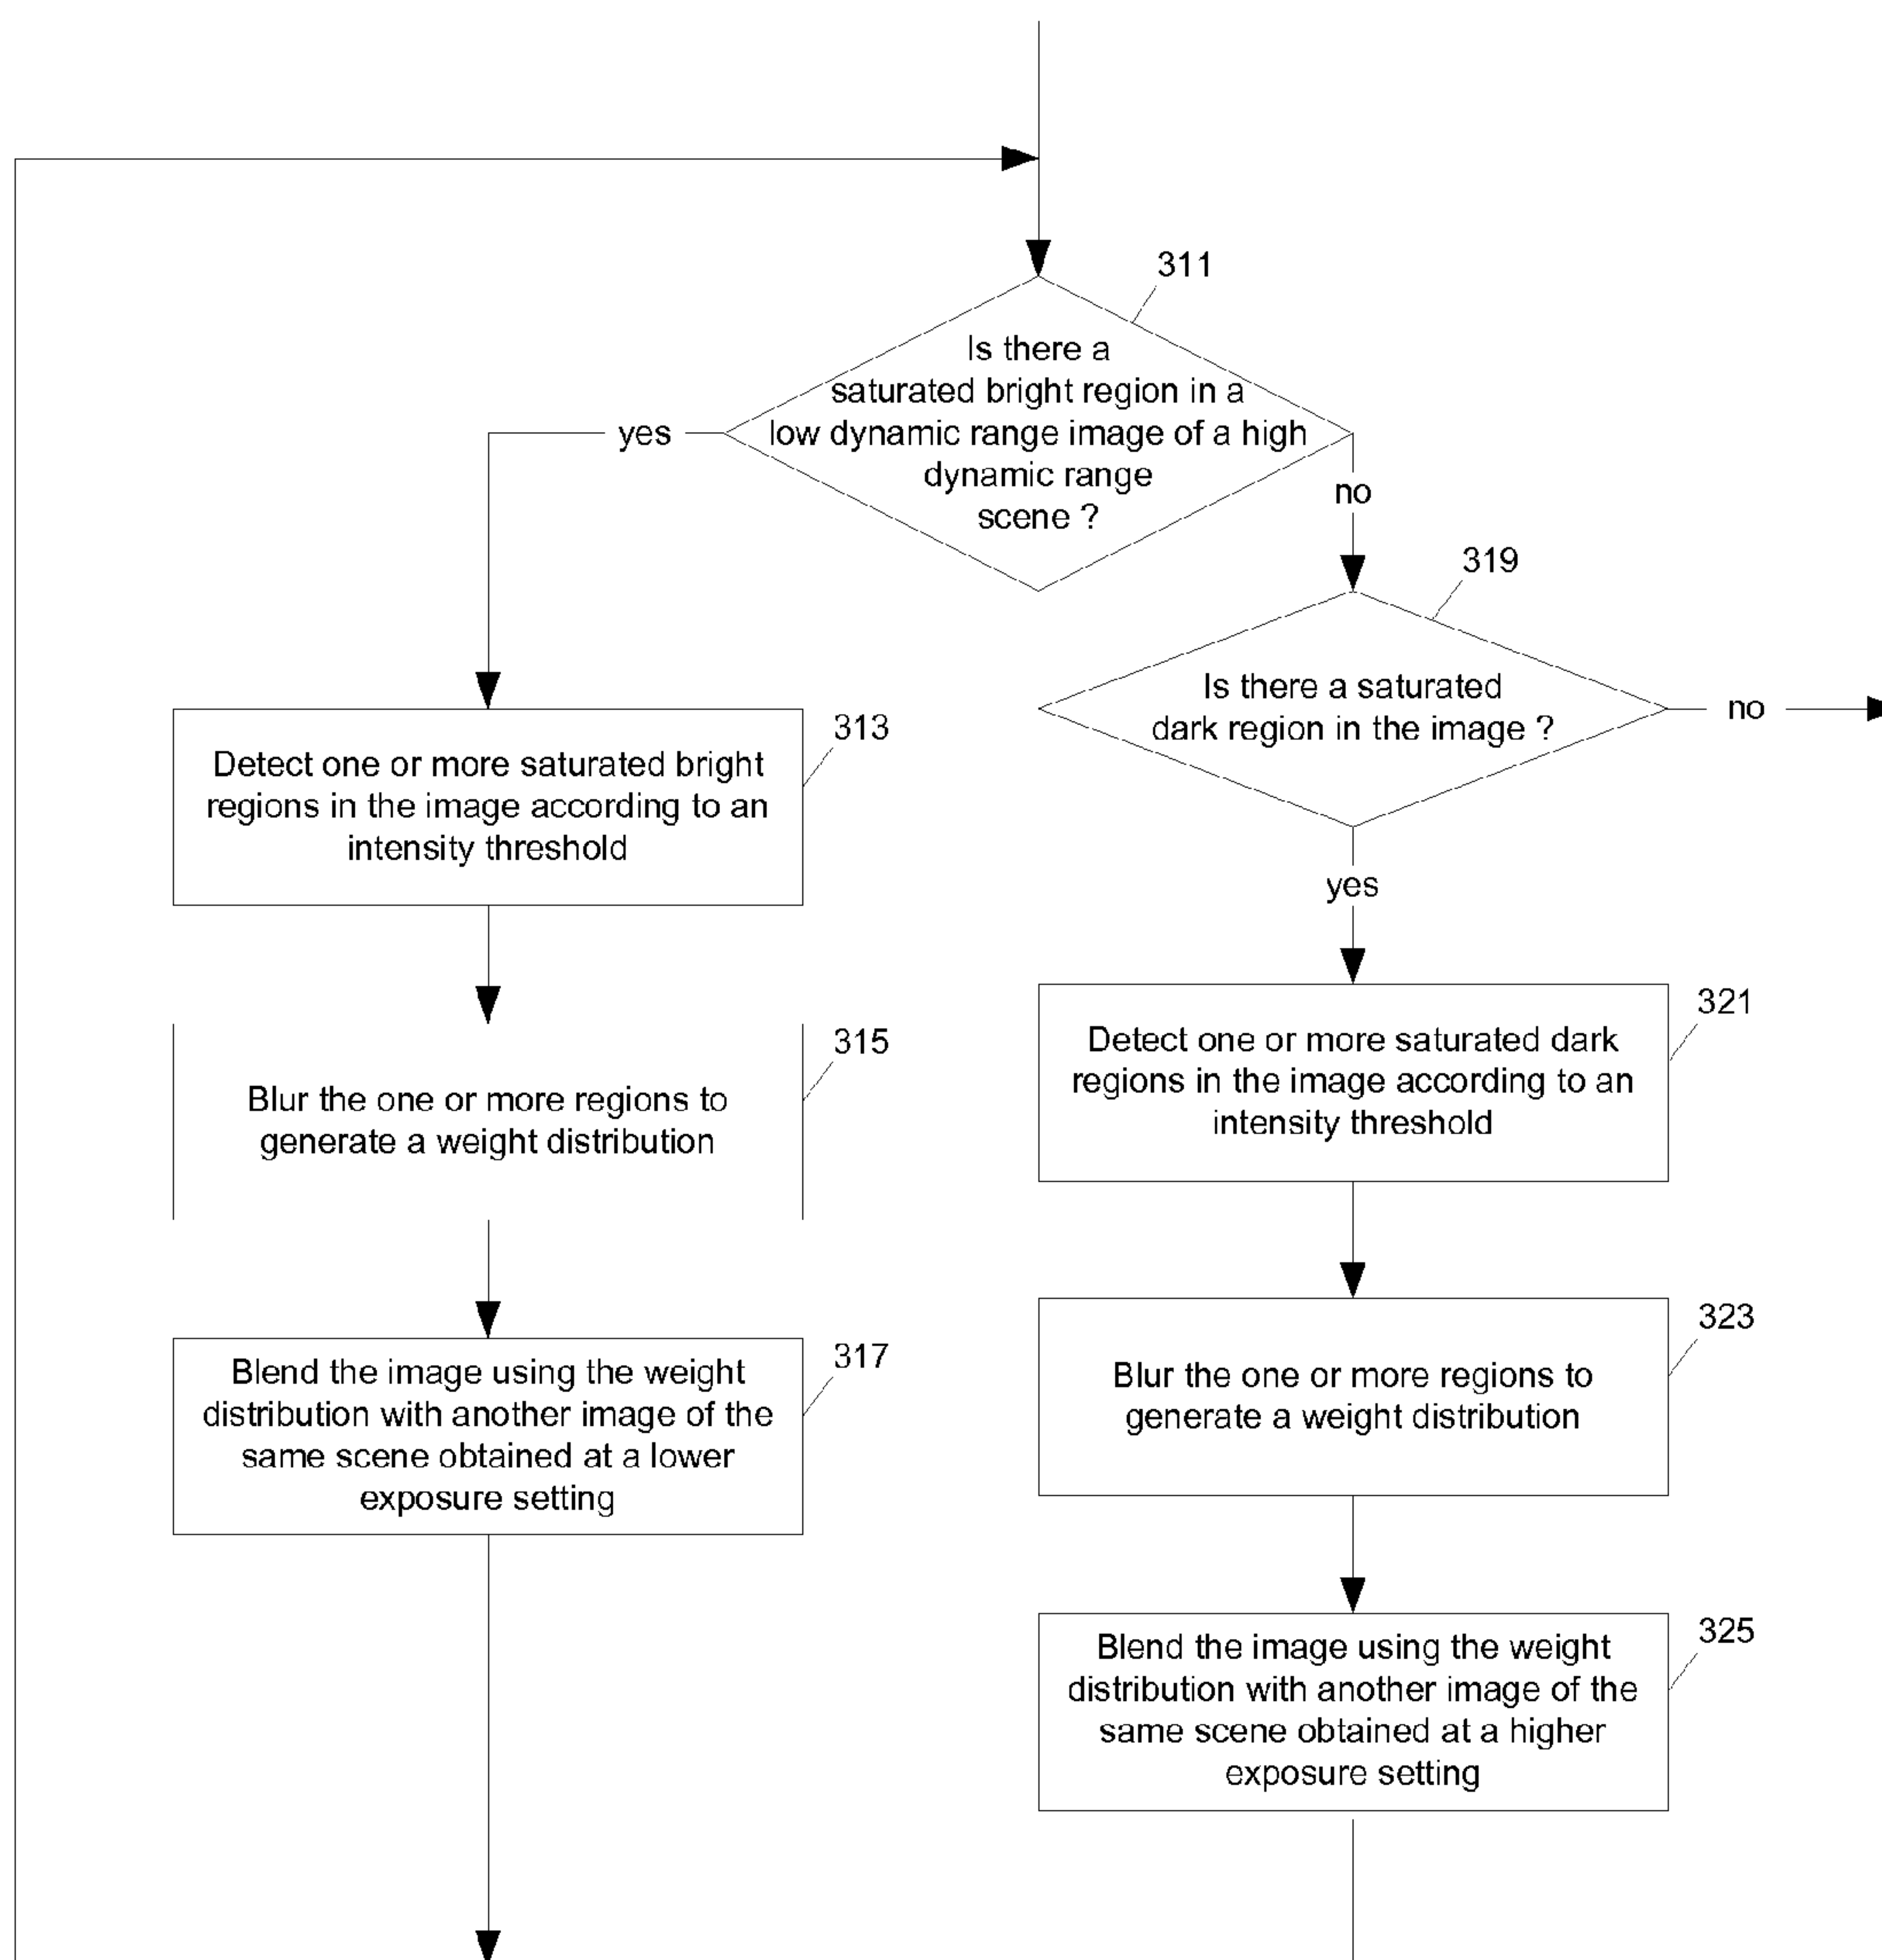 311
Is there a
saturated bright region in a
low dynamic range image of a high
dynamic range
scene ?
yes
no
319
Is there a saturated
dark region in the image ?
no
yes
313
Detect one or more saturated bright
regions in the image according to an
intensity threshold
315
Blur the one or more regions to
generate a weight distribution
317
Blend the image using the weight
distribution with another image of the
same scene obtained at a lower
exposure setting
321
Detect one or more saturated dark
regions in the image according to an
intensity threshold
323
Blur the one or more regions to
generate a weight distribution
325
Blend the image using the weight
distribution with another image of the
same scene obtained at a higher
exposure setting